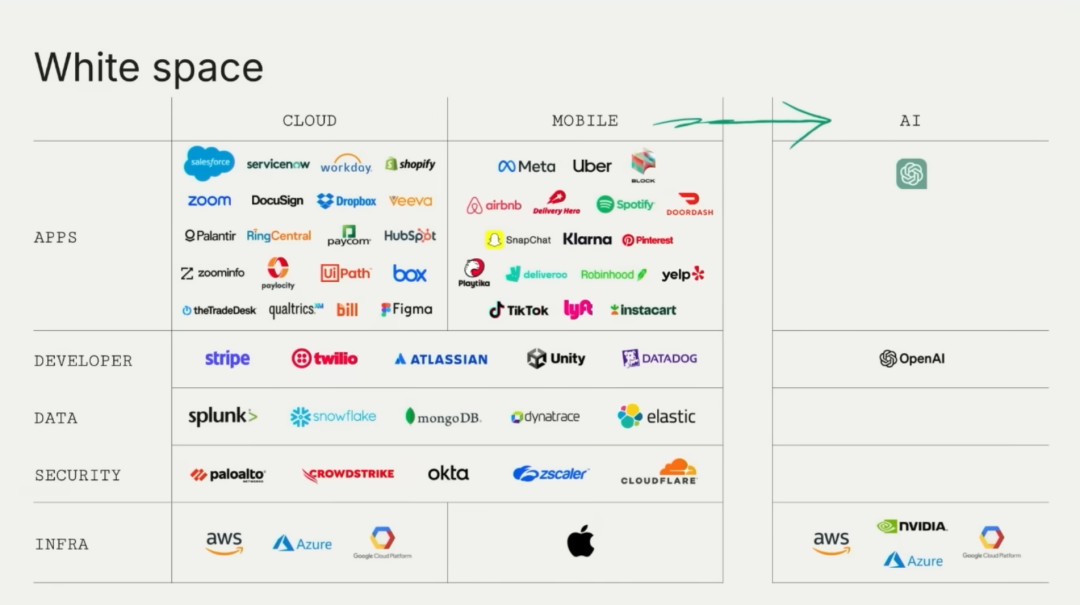 White space
CLOUD MOBILE AI
salesforce servicenow workday. shopify Meta Uber BLOCK
zoom DocuSign Dropbox Veeva airbnb Delivery Hero Spotify DOORDASH
APPS Palantir RingCentral paycom HubSpot SnapChat Klarna Pinterest
zoominfo paylocity UiPath box Playtika deliveroo Robinhood yelp
theTradeDesk qualtrics.XM bill Figma TikTok lyft instacart
DEVELOPER stripe twilio ATLASSIAN Unity DATADOG OpenAI
DATA splunk> snowflake mongoDB. dynatrace elastic
SECURITY paloalto NETWORKS CROWDSTRIKE okta zscaler CLOUDFLARE
INFRA aws Azure Google Cloud Platform aws NVIDIA. Azure Google Cloud Platform